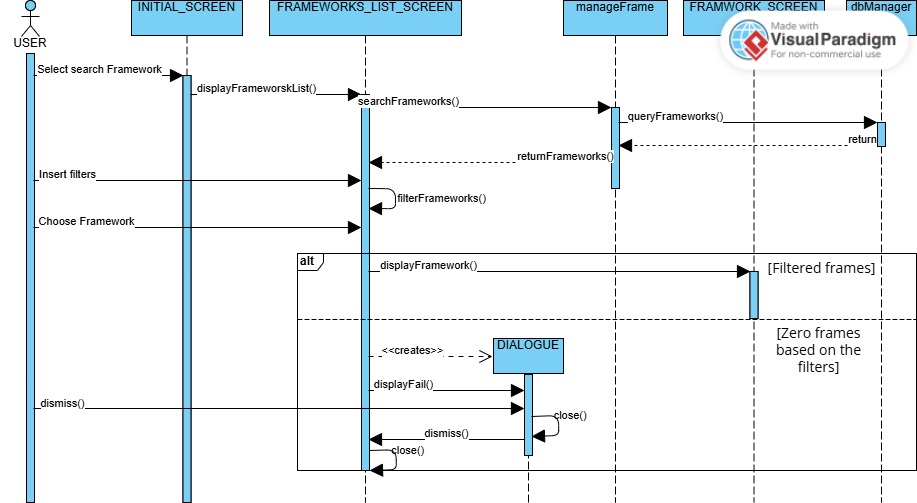 INITIAL_SCREEN
FRAMEWORKS_LIST_SCREEN
manageFrame
FRAMWORK_SCREEN
dbManager
Made with
Visual Paradigm
For non-commercial use
USER
Select search Framework
displayFrameworskList()
searchFrameworks()
queryFrameworks()
return
returnFrameworks()
Insert filters
filterFrameworks()
Choose Framework
alt
displayFramework()
[Filtered frames]
[Zero frames
based on the
filters]
<<creates>>
DIALOGUE
displayFail()
dismiss()
close()
dismiss()
close()